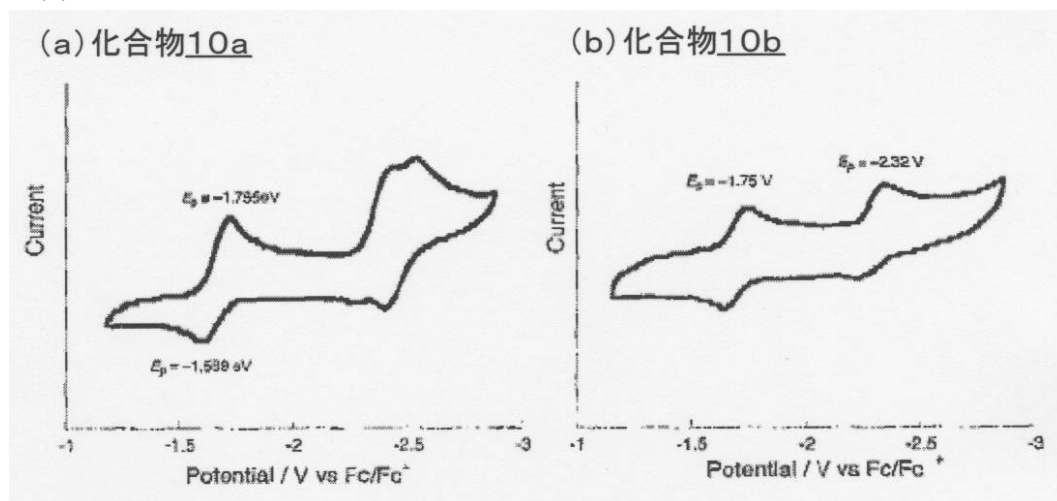 (a)化合物10a
(b)化合物10b
Current
Ep = -1.795eV
Ep = -1.599 eV
-1
-1.5
-2
-2.5
-3
Potential / V vs Fc/Fc+
Current
Ep = -1.75 V
Ep = -2.32 V
-1
-1.5
-2
-2.5
-3
Potential / V vs Fc/Fc +